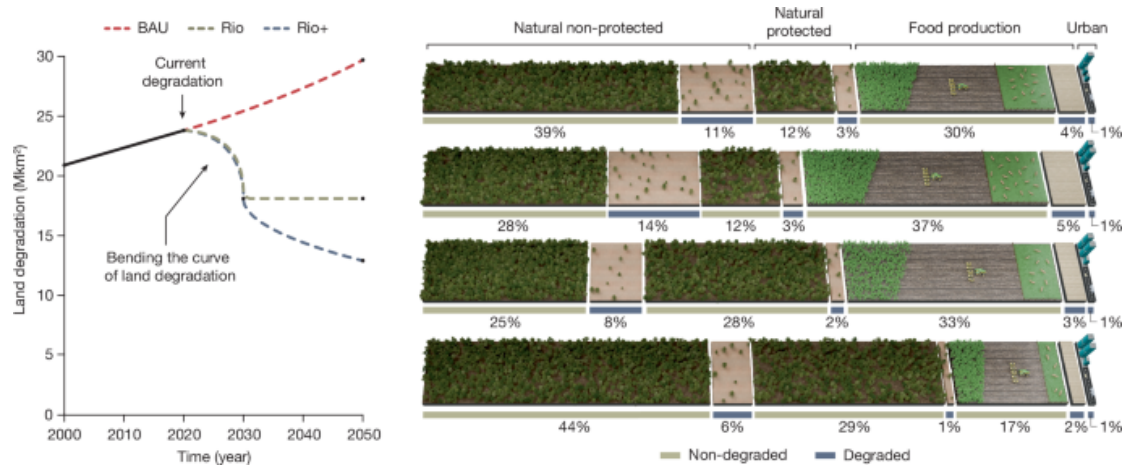 BAU Rio Rio+
Land degradation (Mkm²)
30
25
20
15
10
5
0
Current
degradation
Bending the curve
of land degradation
2000 2010 2020 2030 2040 2050
Time (year)
Natural non-protected
Natural
protected
Food production
Urban
39% 11% 12% 3% 30% 4% 1%
28% 14% 12% 3% 37% 5% 1%
25% 8% 28% 2% 33% 3% 1%
44% 6% 29% 1% 17% 2% 1%
Non-degraded Degraded